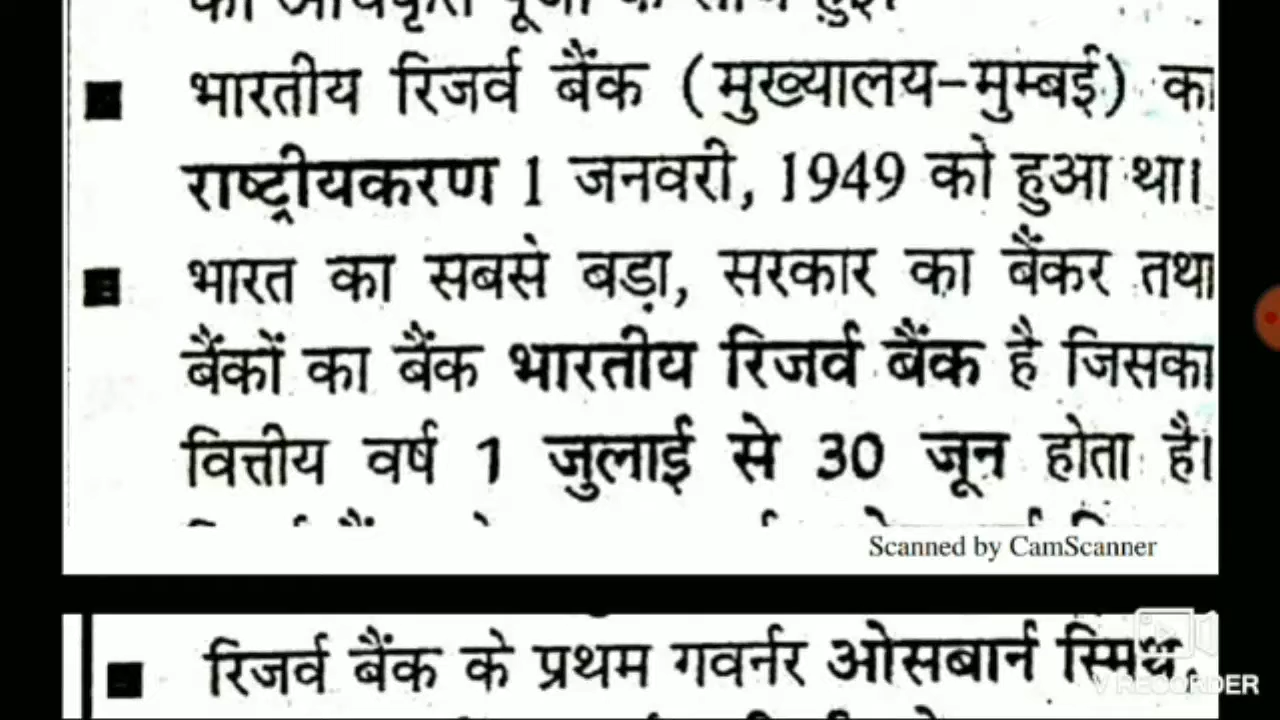 भारतीय रिजर्व बैंक (मुख्यालय-मुम्बई) का
राष्ट्रीयकरण 1 जनवरी, 1949 को हुआ था।
भारत का सबसे बड़ा, सरकार का बैंकर तथा
बैंकों का बैंक भारतीय रिजर्व बैंक है जिसका
वित्तीय वर्ष 1 जुलाई से 30 जून होता है।
Scanned by CamScanner
रिजर्व बैंक के प्रथम गवर्नर ओसबार्न स्मिथ,
V RECORDER